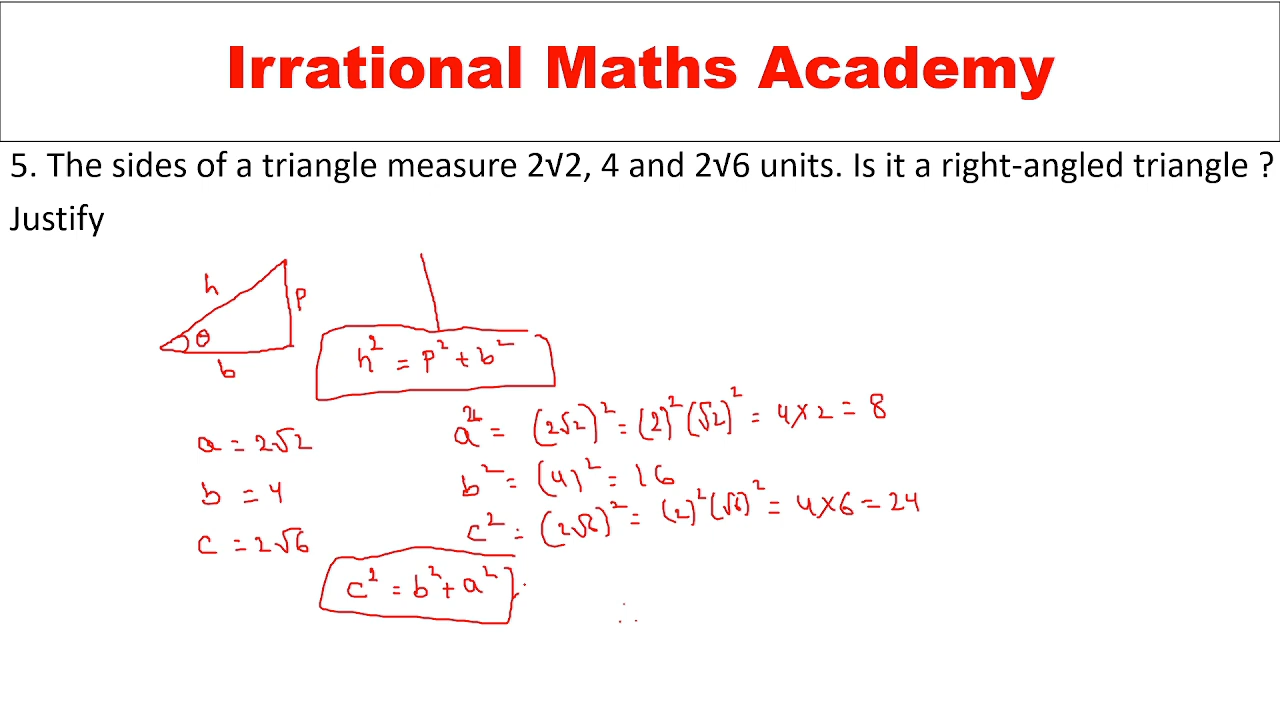 Irrational Maths Academy
5. The sides of a triangle measure 2√2, 4 and 2√6 units. Is it a right-angled triangle ?
Justify
h
p
θ
b
h² = p² + b²
a = 2√2
b = 4
c = 2√6
a² = (2√2)² = (2)² (√2)² = 4 × 2 = 8
b² = (4)² = 16
c² = (2√6)² = (2)² (√6)² = 4 × 6 = 24
c² = b² + a²
∴